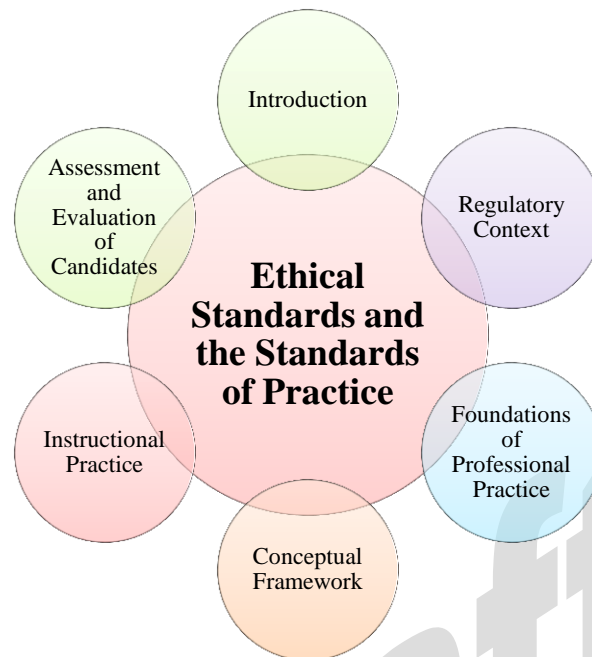 Introduction
Regulatory
Context
Foundations
of
Professional
Practice
Conceptual
Framework
Instructional
Practice
Assessment
and
Evaluation
of
Candidates
Ethical
Standards and
the Standards
of Practice